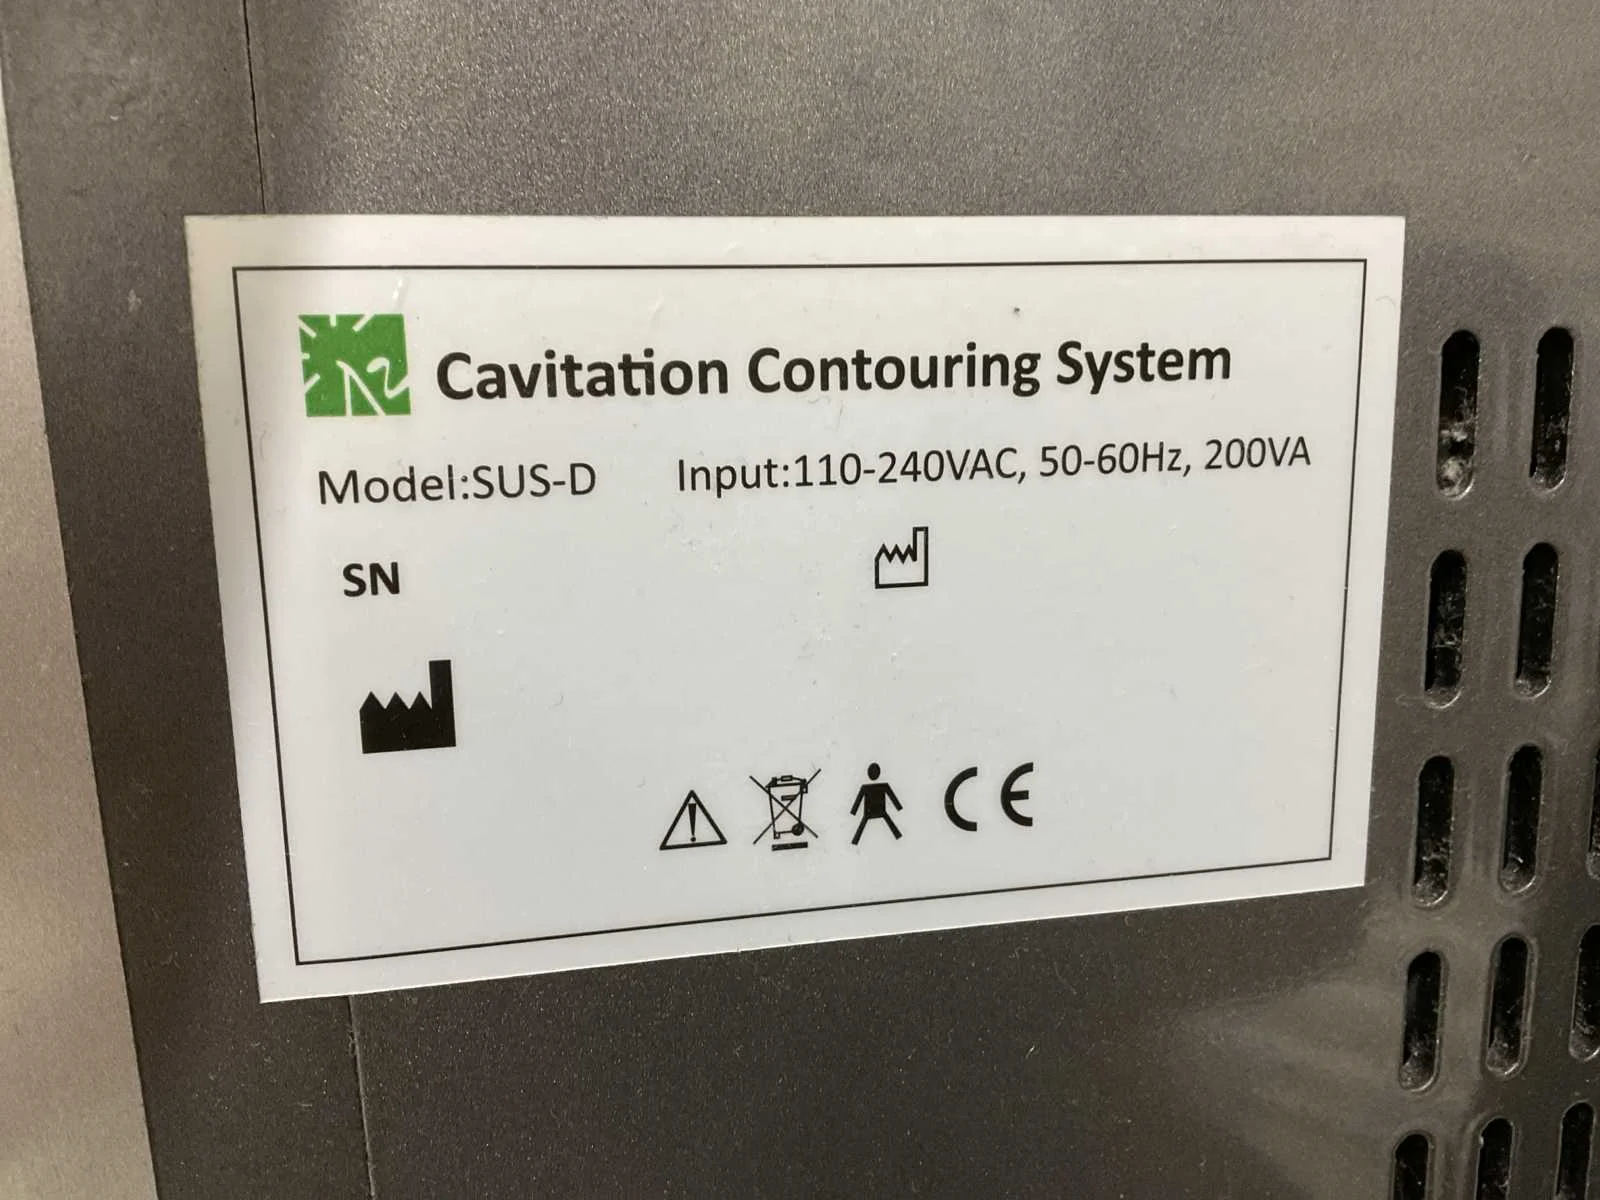 Cavitation Contouring System
Model:SUS-D Input:110-240VAC, 50-60Hz, 200VA
SN
CE